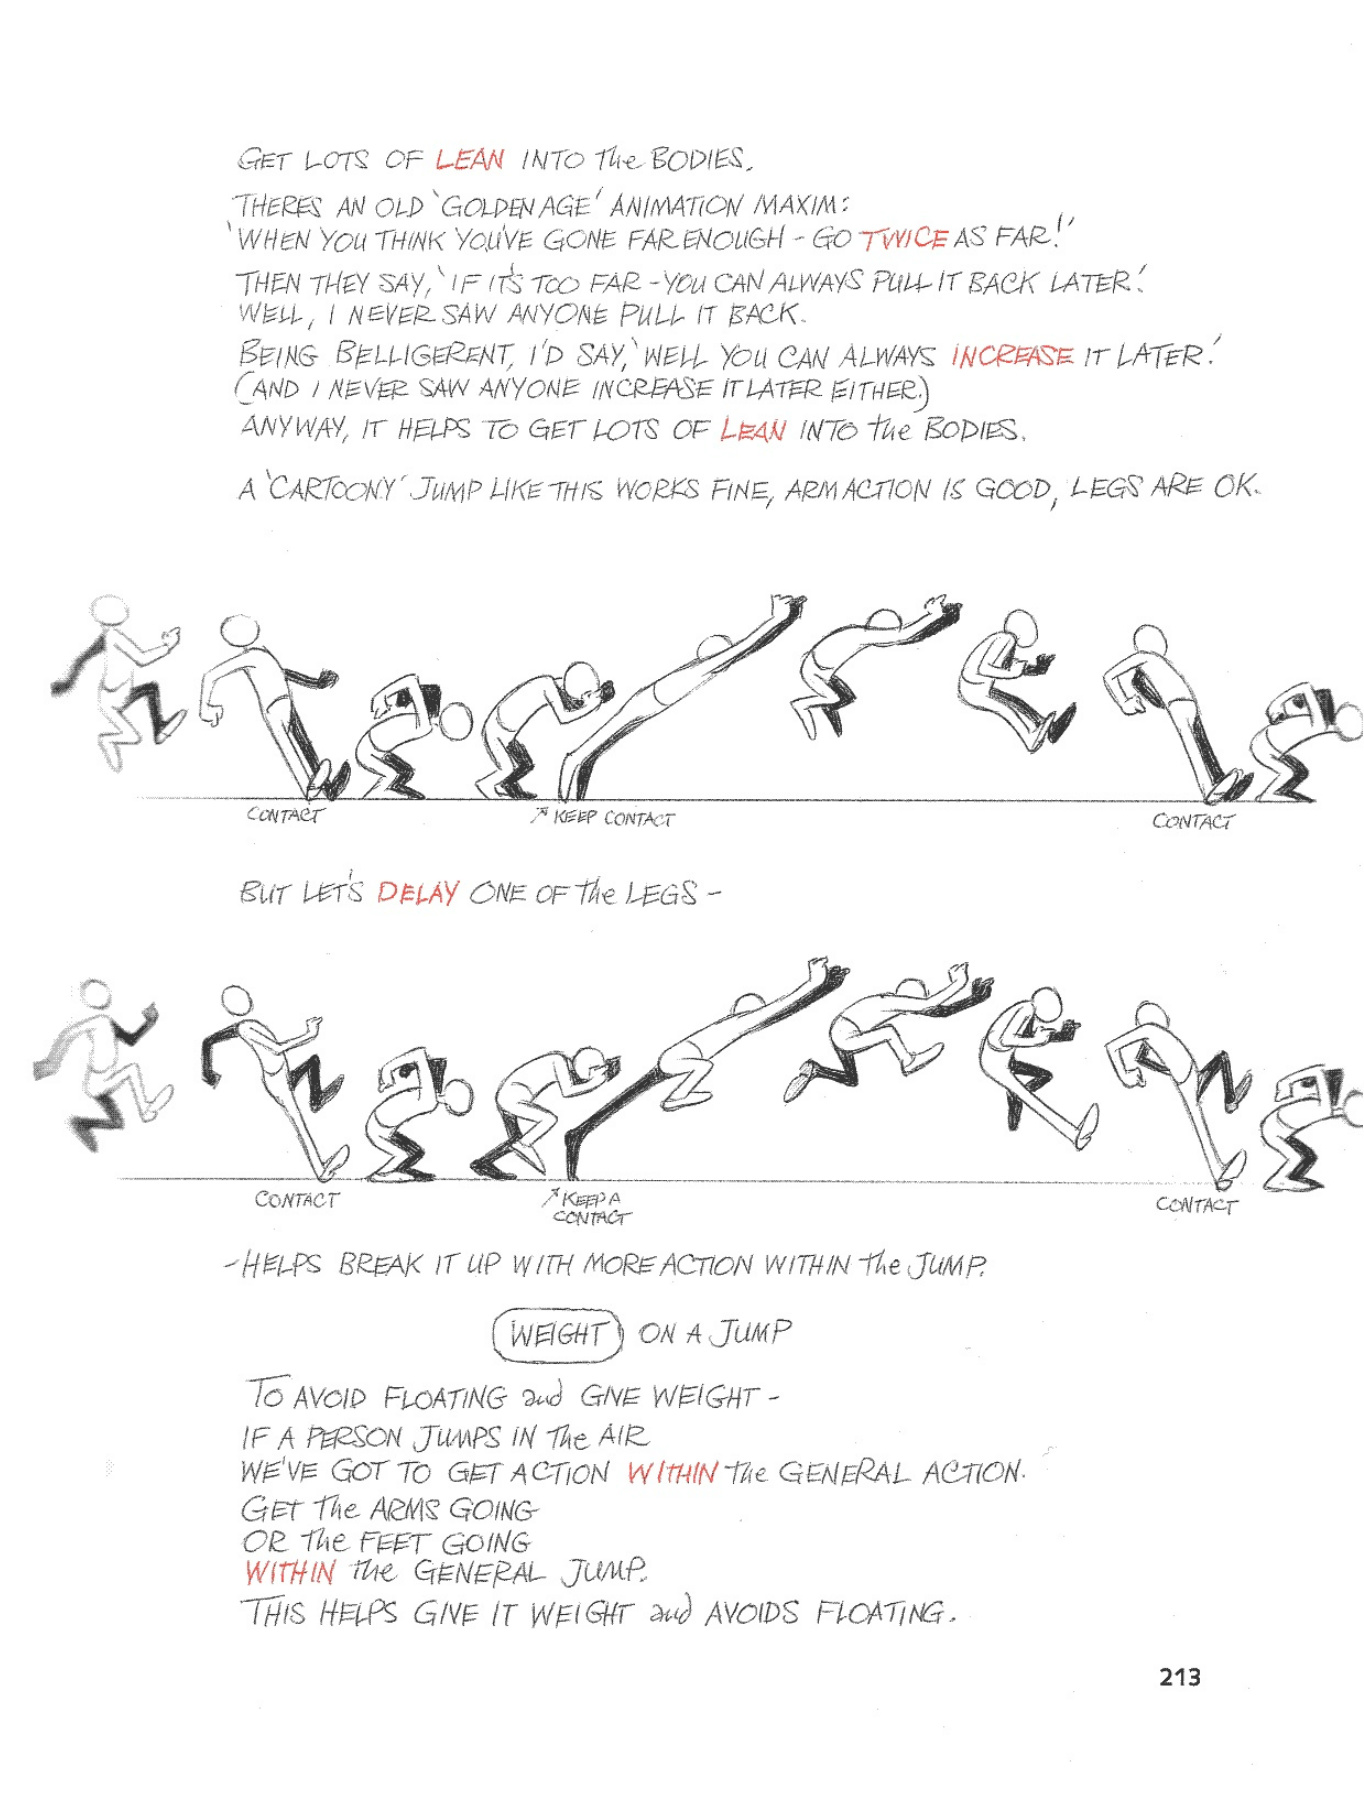 GET LOTS OF LEAN INTO The BODIES.
THERES AN OLD 'GOLDEN AGE' ANIMATION MAXIM:
'WHEN YOU THINK YOU'VE GONE FAR ENOUGH - GO TWICE AS FAR!'
THEN THEY SAY, 'IF IT'S TOO FAR - YOU CAN ALWAYS PULL IT BACK LATER.'
WELL, I NEVER SAW ANYONE PULL IT BACK.
BEING BELLIGERENT, I'D SAY, 'WELL YOU CAN ALWAYS INCREASE IT LATER.'
(AND I NEVER SAW ANYONE INCREASE IT LATER EITHER.)
ANYWAY, IT HELPS TO GET LOTS OF LEAN INTO the BODIES.
A 'CARTOONY' JUMP LIKE THIS WORKS FINE, ARM ACTION IS GOOD, LEGS ARE OK.
CONTACT
KEEP CONTACT
CONTACT
BUT LET'S DELAY ONE OF the LEGS -
CONTACT
KEEP A
CONTACT
CONTACT
- HELPS BREAK IT UP WITH MORE ACTION WITHIN the JUMP.
WEIGHT ON A JUMP
TO AVOID FLOATING and GIVE WEIGHT -
IF A PERSON JUMPS IN The AIR
WE'VE GOT TO GET ACTION WITHIN The GENERAL ACTION.
GET The ARMS GOING
OR The FEET GOING
WITHIN The GENERAL JUMP.
THIS HELPS GIVE IT WEIGHT and AVOIDS FLOATING.
213